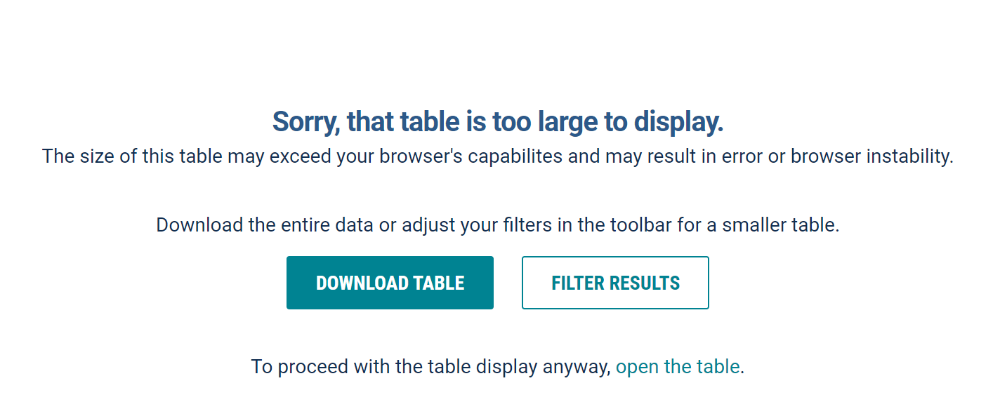 Sorry, that table is too large to display.
The size of this table may exceed your browser's capabilites and may result in error or browser instability.
Download the entire data or adjust your filters in the toolbar for a smaller table.
DOWNLOAD TABLE FILTER RESULTS
To proceed with the table display anyway, open the table.